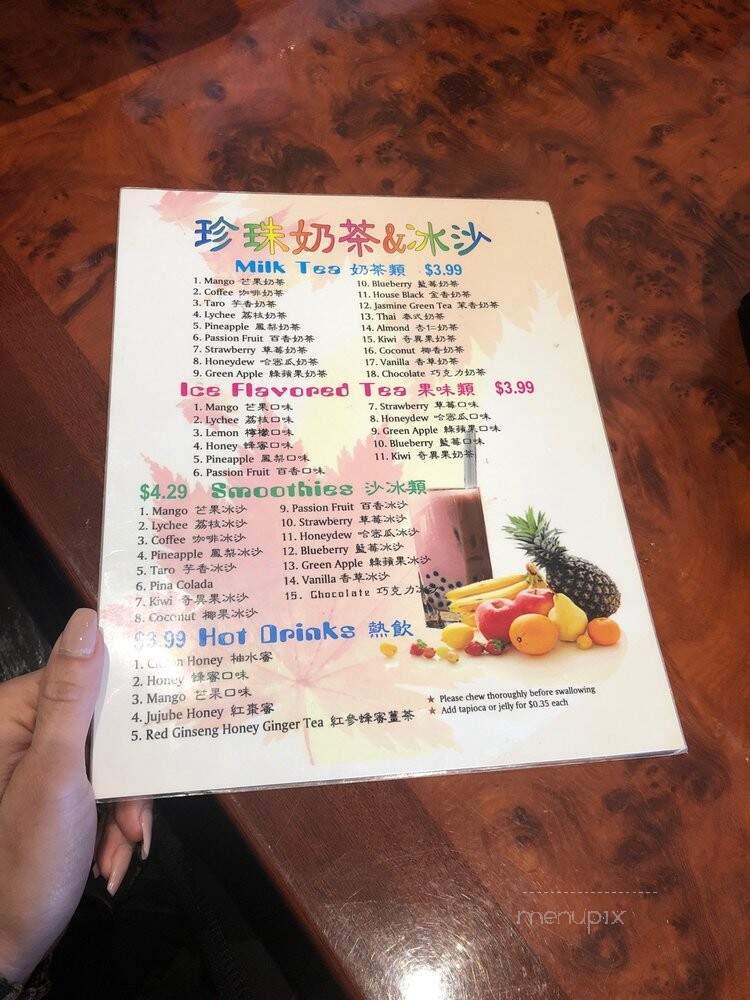 珍珠奶茶&冰沙
Milk Tea 奶茶類 $3.99
1. Mango 芒果奶茶
2. Coffee 咖啡奶茶
3. Taro 芋香奶茶
4. Lychee 荔枝奶茶
5. Pineapple 鳳梨奶茶
6. Passion Fruit 百香奶茶
7. Strawberry 草莓奶茶
8. Honeydew 哈密瓜奶茶
9. Green Apple 綠蘋果奶茶
10. Blueberry 藍莓奶茶
11. House Black 金香奶茶
12. Jasmine Green Tea 茉香奶茶
13. Thai 泰式奶茶
14. Almond 杏仁奶茶
15. Kiwi 奇異果奶茶
16. Coconut 椰香奶茶
17. Vanilla 香草奶茶
18. Chocolate 巧克力奶茶
Ice Flavored Tea 果味類 $3.99
1. Mango 芒果口味
2. Lychee 荔枝口味
3. Lemon 檸檬口味
4. Honey 蜂蜜口味
5. Pineapple 鳳梨口味
6. Passion Fruit 百香口味
7. Strawberry 草莓口味
8. Honeydew 哈密瓜口味
9. Green Apple 綠蘋果口味
10. Blueberry 藍莓口味
11. Kiwi 奇異果奶茶
$4.29 Smoothies 沙冰類
1. Mango 芒果冰沙
2. Lychee 荔枝冰沙
3. Coffee 咖啡冰沙
4. Pineapple 鳳梨冰沙
5. Taro 芋香冰沙
6. Pina Colada
7. Kiwi 奇異果冰沙
8. Coconut 椰果冰沙
9. Passion Fruit 百香冰沙
10. Strawberry 草莓冰沙
11. Honeydew 哈密瓜冰沙
12. Blueberry 藍莓冰沙
13. Green Apple 綠蘋果冰沙
14. Vanilla 香草冰沙
15. Chocolate 巧克力冰沙
$3.99 Hot Drinks 熱飲
1. Citron Honey 柚水蜜
2. Honey 蜂蜜口味
3. Mango 芒果口味
4. Jujube Honey 紅棗蜜
5. Red Ginseng Honey Ginger Tea 紅參蜂蜜薑茶
★ Please chew thoroughly before swallowing
★ Add tapioca or jelly for $0.35 each
menupix